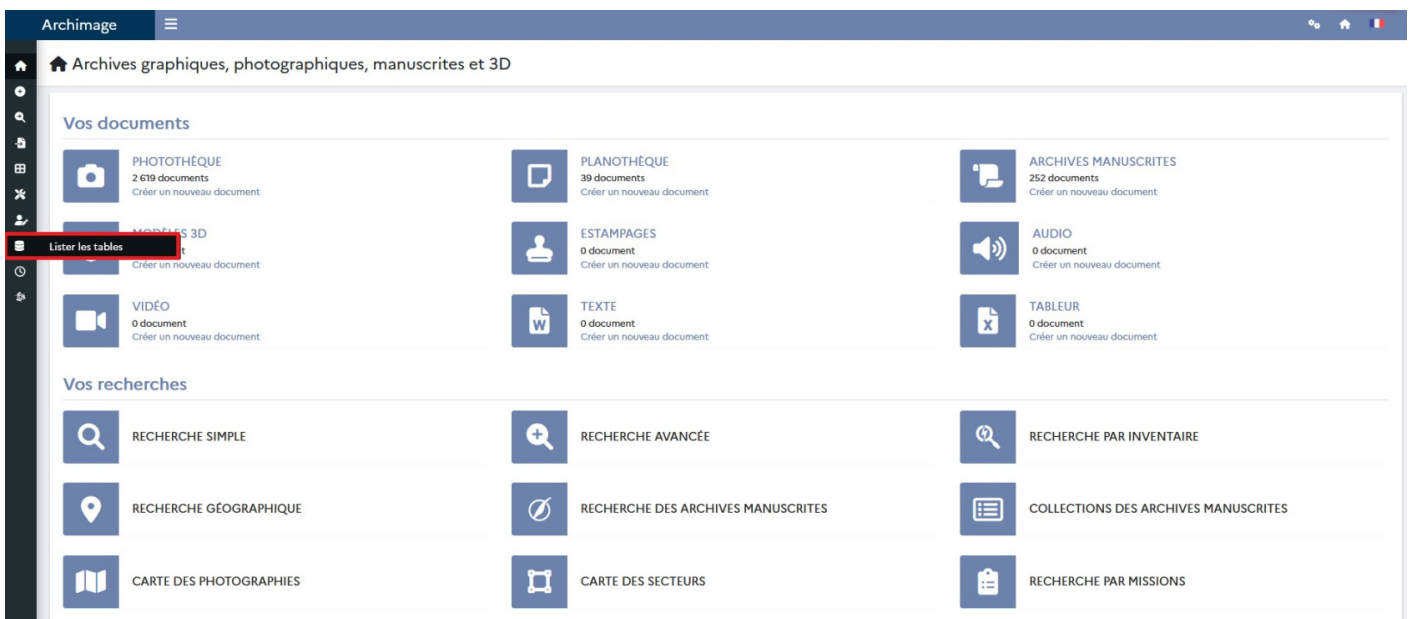 Archimage
Archives graphiques, photographiques, manuscrites et 3D
Vos documents
PHOTOTHÈQUE
2 619 documents
Créer un nouveau document
PLANOTHÈQUE
39 documents
Créer un nouveau document
ARCHIVES MANUSCRITES
252 documents
Créer un nouveau document
MODÈLES 3D
Lister les tables
t
Créer un nouveau document
ESTAMPAGES
0 document
Créer un nouveau document
AUDIO
0 document
Créer un nouveau document
VIDÉO
0 document
Créer un nouveau document
TEXTE
0 document
Créer un nouveau document
TABLEUR
0 document
Créer un nouveau document
Vos recherches
RECHERCHE SIMPLE
RECHERCHE AVANCÉE
RECHERCHE PAR INVENTAIRE
RECHERCHE GÉOGRAPHIQUE
RECHERCHE DES ARCHIVES MANUSCRITES
COLLECTIONS DES ARCHIVES MANUSCRITES
CARTE DES PHOTOGRAPHIES
CARTE DES SECTEURS
RECHERCHE PAR MISSIONS